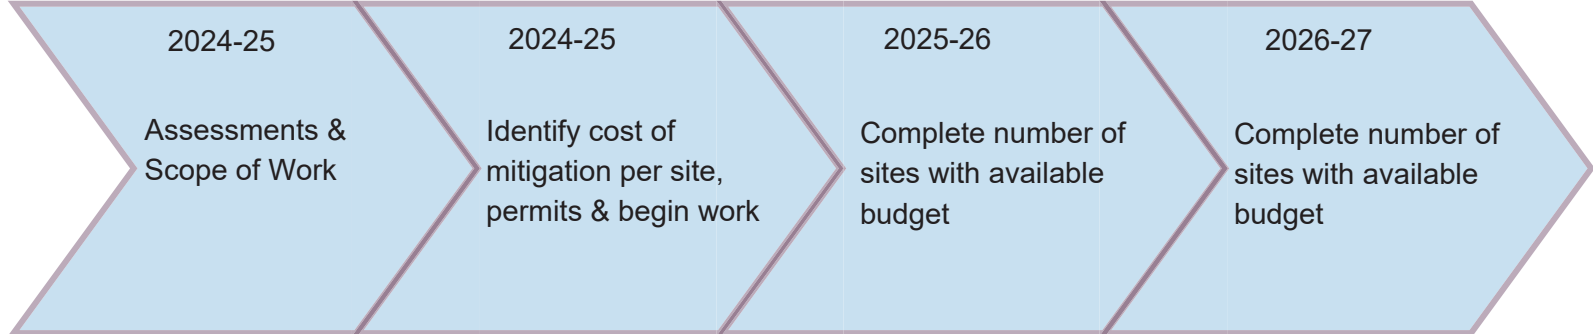 2024-25
Assessments &
Scope of Work
2024-25
Identify cost of
mitigation per site,
permits & begin work
2025-26
Complete number of
sites with available
budget
2026-27
Complete number of
sites with available
budget